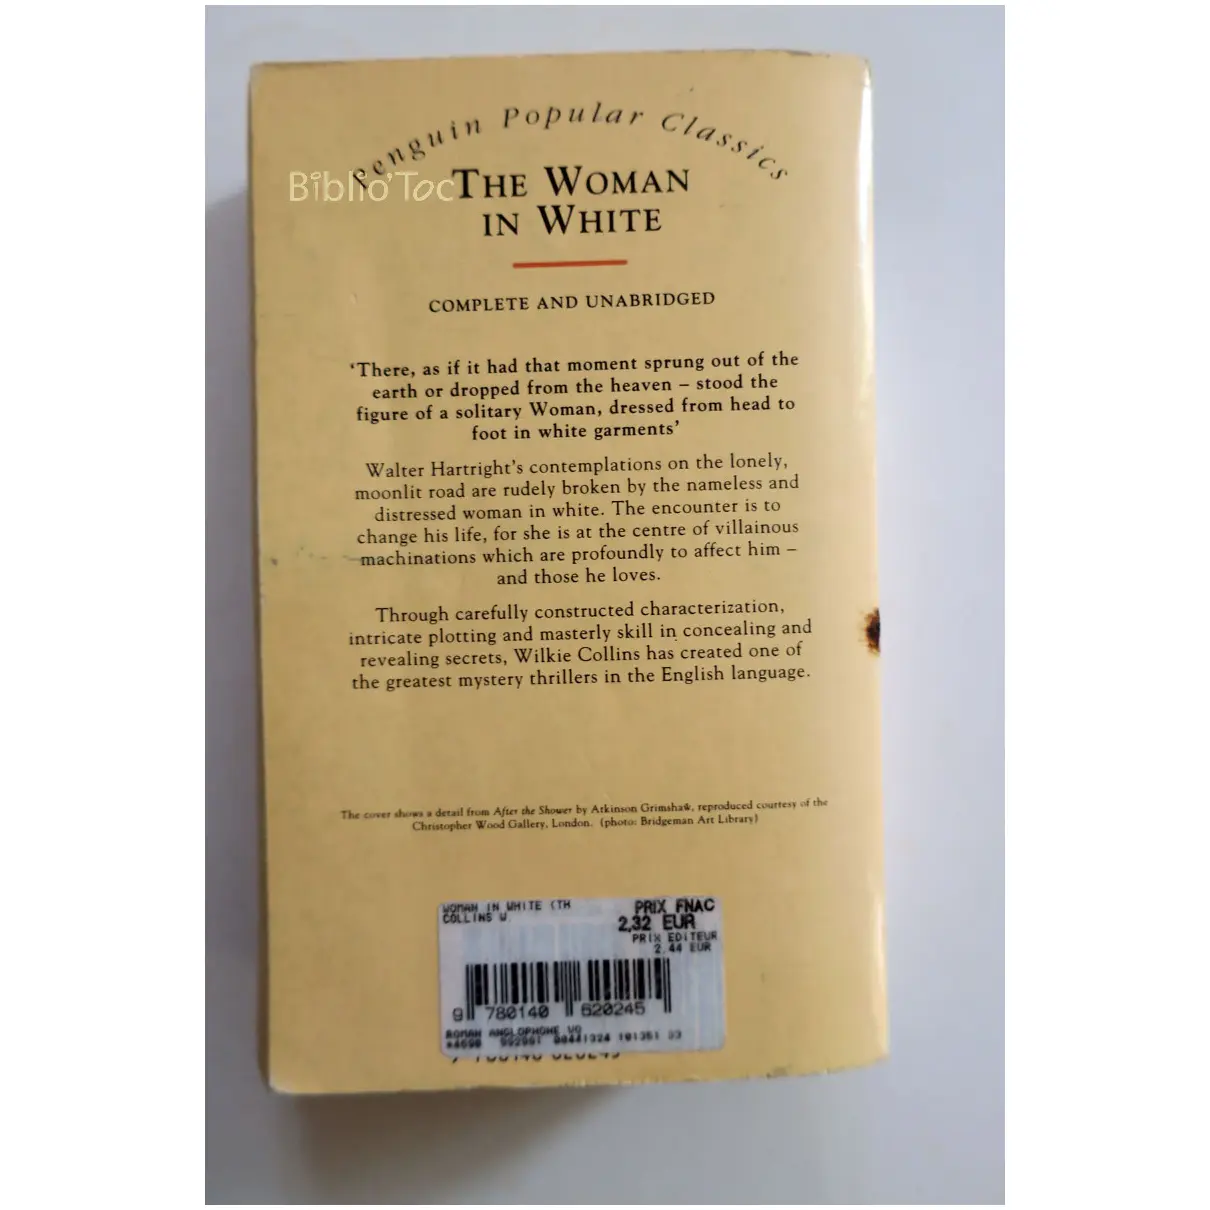 Penguin Popular Classics
Biblio'Toc
THE WOMAN
IN WHITE
COMPLETE AND UNABRIDGED
'There, as if it had that moment sprung out of the
earth or dropped from the heaven – stood the
figure of a solitary Woman, dressed from head to
foot in white garments'
Walter Hartright's contemplations on the lonely,
moonlit road are rudely broken by the nameless and
distressed woman in white. The encounter is to
change his life, for she is at the centre of villainous
machinations which are profoundly to affect him –
and those he loves.
Through carefully constructed characterization,
intricate plotting and masterly skill in concealing and
revealing secrets, Wilkie Collins has created one of
the greatest mystery thrillers in the English language.
The cover shows a detail from After the Shower by Atkinson Grimshaw, reproduced courtesy of the
Christopher Wood Gallery, London. (photo: Bridgeman Art Library)
WOMAN IN WHITE (TH
COLLINS W
PRIX FNAC
2,32 EUR
PRIX EDITEUR
2.44 EUR
9 780140 620245
ROMAN ANGLOPHONE VO